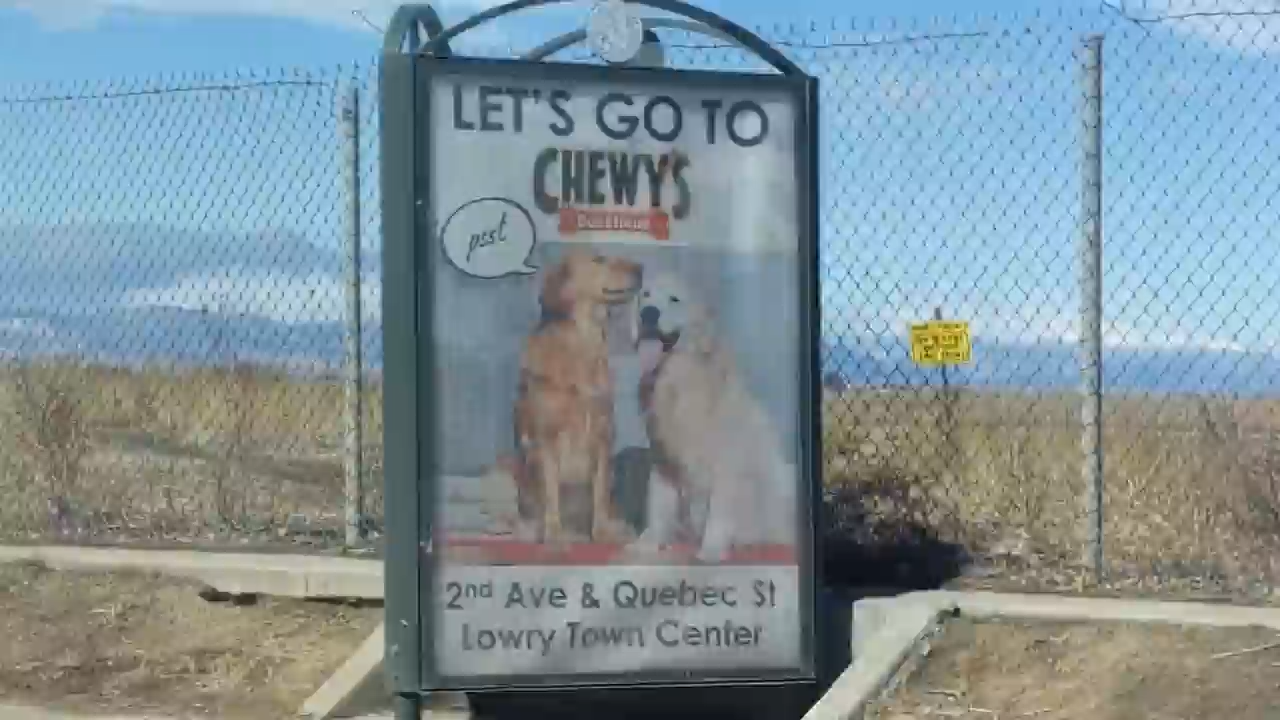 LET'S GO TO
CHEWY'S
psst
2nd Ave & Quebec St
Lowry Town Center